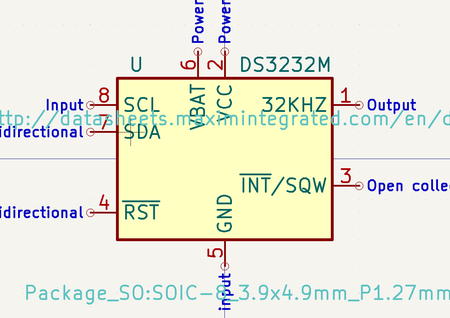 Power
Power
U
DS3232M
6
2
8
Input
SCL
VBAT
VCC
32KHZ
1
Output
ttp://datasheets.maximintegrated.com/en/d
7
idirectional
SDA
INT/SQW
3
Open colle
4
idirectional
RST
GND
5
input
Package_SO:SOIC-8_3.9x4.9mm_P1.27mm